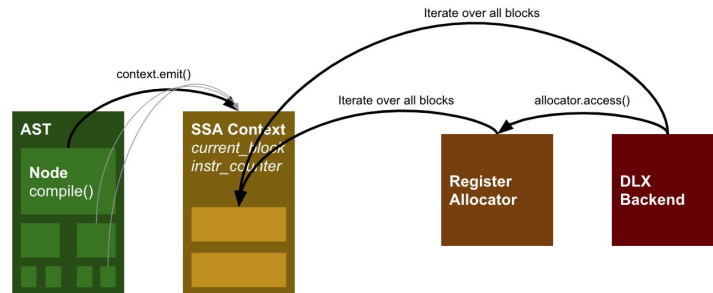 Iterate over all blocks
context.emit()
Iterate over all blocks
allocator.access()
AST
SSA Context
current_block
instr_counter
Node
compile()
Register
Allocator
DLX
Backend